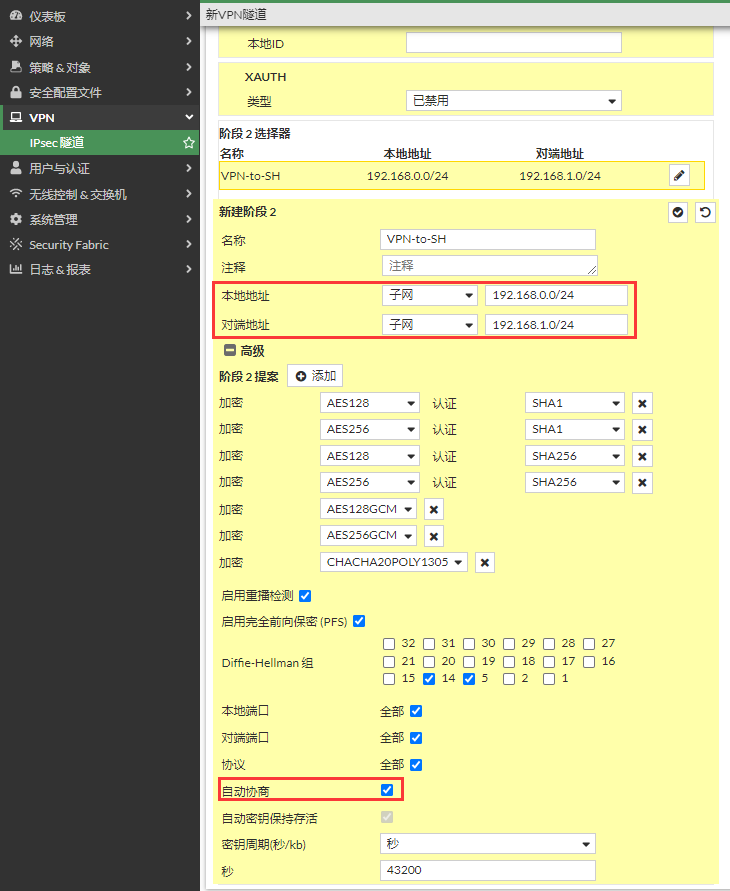 仪表板
网络
策略 & 对象
安全配置文件
VPN
IPsec 隧道
用户与认证
无线控制 & 交换机
系统管理
Security Fabric
日志 & 报表
新VPN隧道
本地ID
XAUTH
类型 已禁用
阶段 2 选择器
名称 本地地址 对端地址
VPN-to-SH 192.168.0.0/24 192.168.1.0/24
新建阶段 2
名称 VPN-to-SH
注释 注释
本地地址 子网 192.168.0.0/24
对端地址 子网 192.168.1.0/24
高级
阶段 2 提案 添加
加密 AES128 认证 SHA1
加密 AES256 认证 SHA1
加密 AES128 认证 SHA256
加密 AES256 认证 SHA256
加密 AES128GCM
加密 AES256GCM
加密 CHACHA20POLY1305
启用重播检测
启用完全前向保密 (PFS)
32 31 30 29 28 27
Diffie-Hellman 组 21 20 19 18 17 16
15 14 5 2 1
本地端口 全部
对端端口 全部
协议 全部
自动协商
自动密钥保持存活
密钥周期(秒/kb) 秒
秒 43200